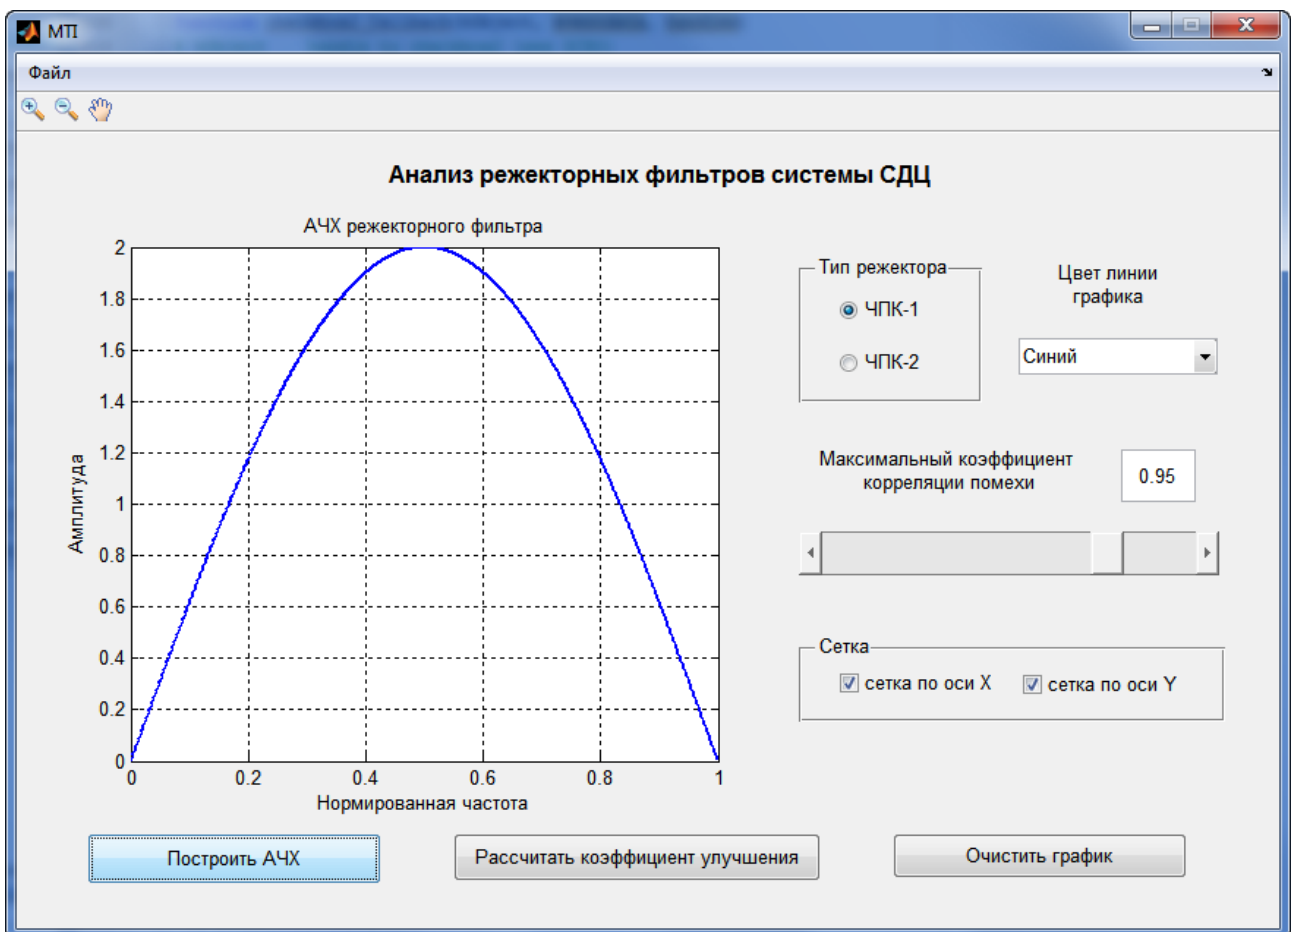 MTI
Файл
Анализ режекторных фильтров системы СДЦ
АЧХ режекторного фильтра
2
1.8
1.6
1.4
1.2
1
0.8
0.6
0.4
0.2
0
Амплитуда
0
0.2
0.4
0.6
0.8
1
Нормированная частота
Тип режектора
ЧПК-1
ЧПК-2
Цвет линии
графика
Синий
Максимальный коэффициент
корреляции помехи
0.95
Сетка
сетка по оси X
сетка по оси Y
Построить АЧХ
Рассчитать коэффициент улучшения
Очистить график